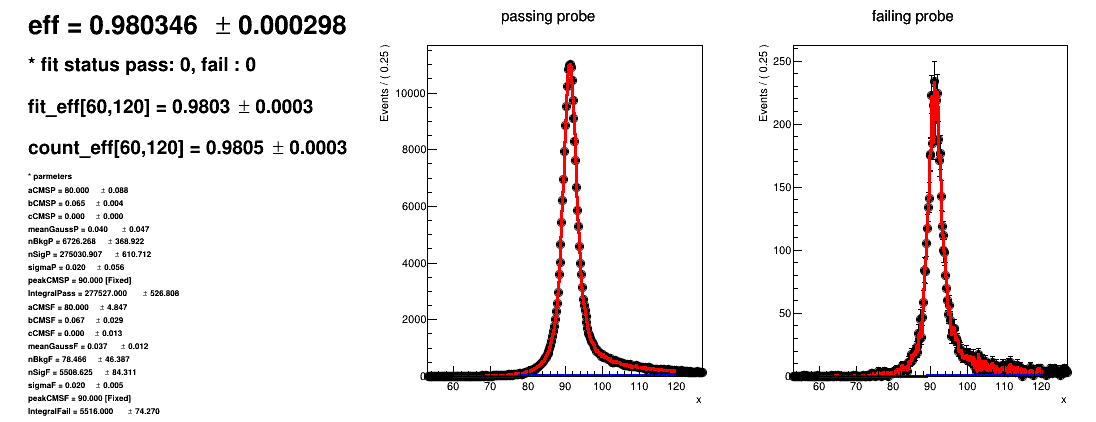 eff = 0.980346 ± 0.000298
* fit status pass: 0, fail : 0
fit_eff[60,120] = 0.9803 ± 0.0003
count_eff[60,120] = 0.9805 ± 0.0003
* parmeters
aCMSP = 80.000 ± 0.088
bCMSP = 0.065 ± 0.004
cCMSP = 0.000 ± 0.000
meanGaussP = 0.040 ± 0.047
nBkgP = 6726.268 ± 368.922
nSigP = 275030.907 ± 610.712
sigmaP = 0.020 ± 0.056
peakCMSP = 90.000 [Fixed]
IntegralPass = 277527.000 ± 526.808
aCMSF = 80.000 ± 4.847
bCMSF = 0.067 ± 0.029
cCMSF = 0.000 ± 0.013
meanGaussF = 0.037 ± 0.012
nBkgF = 78.466 ± 46.387
nSigF = 5508.625 ± 84.311
sigmaF = 0.020 ± 0.005
peakCMSF = 90.000 [Fixed]
IntegralFail = 5516.000 ± 74.270
passing probe
Events / ( 0.25 )
10000
8000
6000
4000
2000
0
60 70 80 90 100 110 120
x
failing probe
Events / ( 0.25 )
250
200
150
100
50
0
60 70 80 90 100 110 120
x